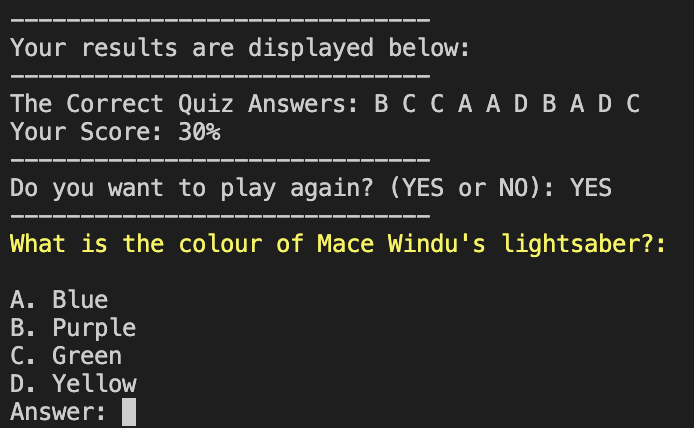 ------------------------------
Your results are displayed below:
------------------------------
The Correct Quiz Answers: B C C A A D B A D C
Your Score: 30%
------------------------------
Do you want to play again? (YES or NO): YES
------------------------------
What is the colour of Mace Windu's lightsaber?:
A. Blue
B. Purple
C. Green
D. Yellow
Answer: